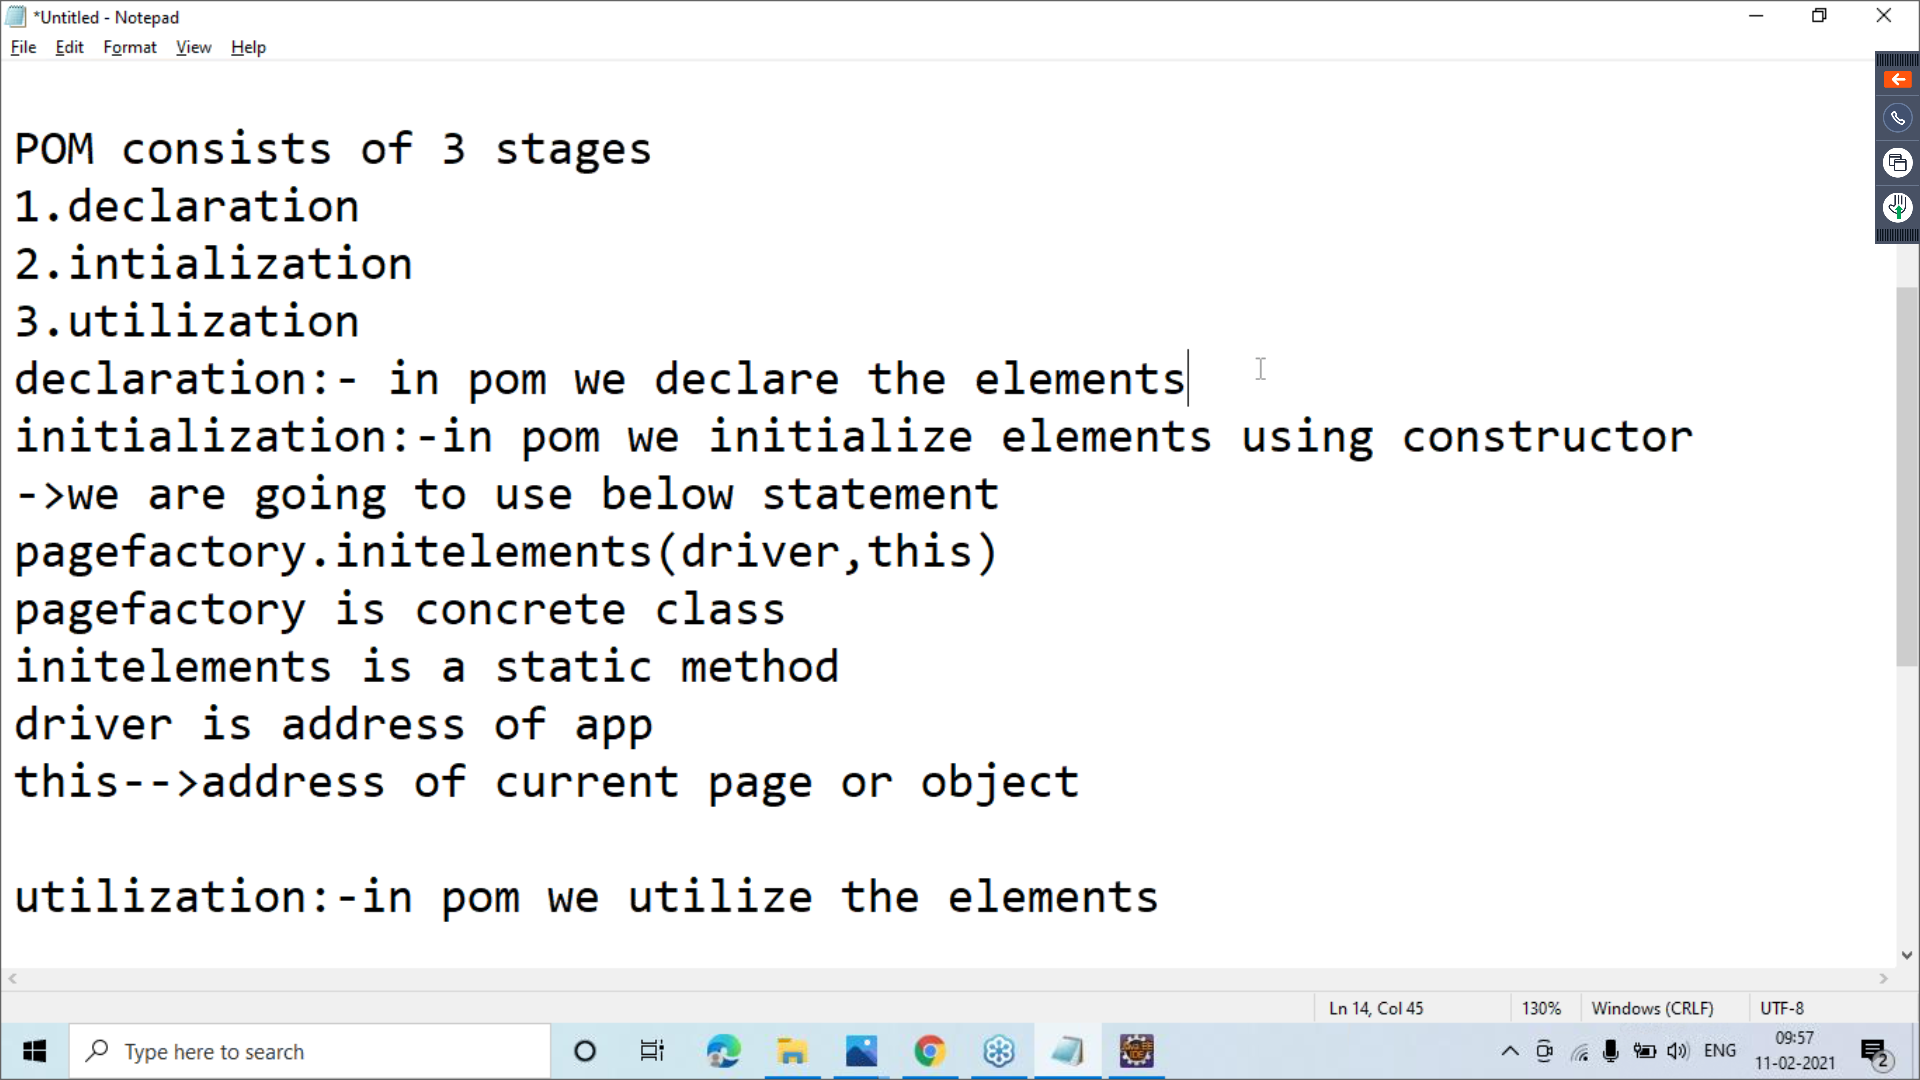 *Untitled - Notepad
File Edit Format View Help
POM consists of 3 stages
1.declaration
2.intialization
3.utilization
declaration:- in pom we declare the elements
initialization:-in pom we initialize elements using constructor
->we are going to use below statement
pagefactory.initelements(driver,this)
pagefactory is concrete class
initelements is a static method
driver is address of app
this-->address of current page or object
utilization:-in pom we utilize the elements
Ln 14, Col 45 130% Windows (CRLF) UTF-8
Type here to search
ENG
09:57
11-02-2021
2